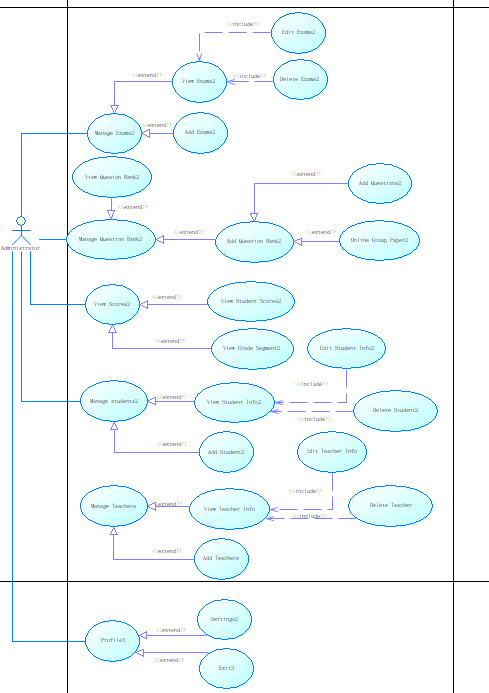 <<include>>
Edit Exams2
<<extend>>
View Exams2
<<include>>
Delete Exams2
Manage Exams2
<<extend>>
Add Exams2
View Quesion Bank2
<<extend>>
Add Questions2
<<extend>>
Manage Question Bank2
<<extend>>
Add Question Bank2
<<extend>>
Online Group Paper2
Administrator
View Scores2
<<extend>>
View Student Scores2
<<extend>>
View Grade Segment2
Edit Student Info2
<<include>>
Manage students2
<<extend>>
View Student Info2
Delete Student2
<<include>>
<<extend>>
Add Student2
Edit Teacher Info
<<include>>
Manage Teachers
<<extend>>
View Teacher Info
<<include>>
Delete Teacher
<<extend>>
Add Teachers
Settings2
<<extend>>
Profile3
<<extend>>
Exit3